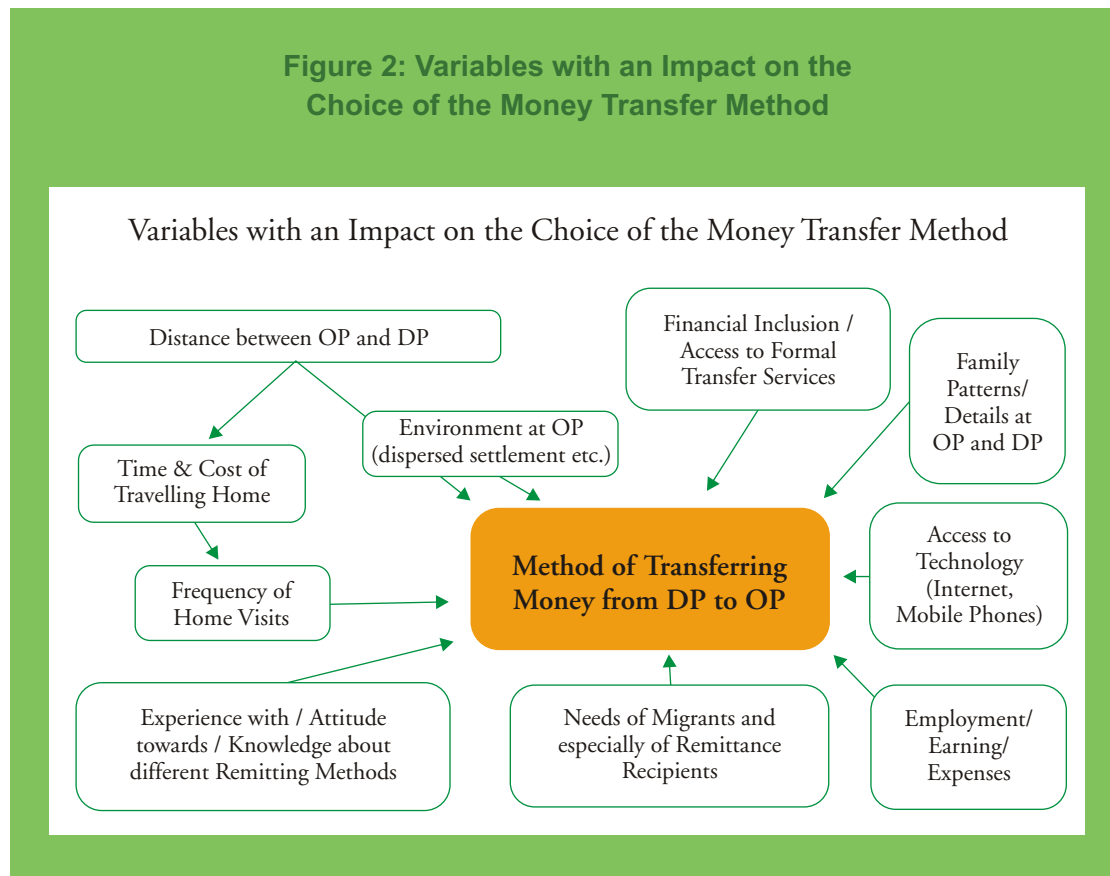 Figure 2: Variables with an Impact on the
Choice of the Money Transfer Method
Variables with an Impact on the Choice of the Money Transfer Method
Distance between OP and DP
Financial Inclusion /
Access to Formal
Transfer Services
Family
Patterns/
Details at
OP and DP
Environment at OP
(dispersed settlement etc.)
Time & Cost of
Travelling Home
Method of Transferring
Money from DP to OP
Access to
Technology
(Internet,
Mobile Phones)
Frequency of
Home Visits
Experience with / Attitude
towards / Knowledge about
different Remitting Methods
Needs of Migrants and
especially of Remittance
Recipients
Employment/
Earning/
Expenses